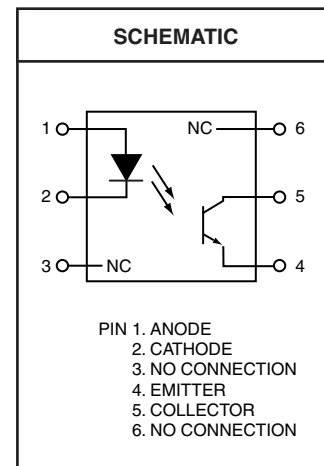 SCHEMATIC
1
NC
6
2
5
3
NC
4
PIN 1. ANODE
2. CATHODE
3. NO CONNECTION
4. EMITTER
5. COLLECTOR
6. NO CONNECTION